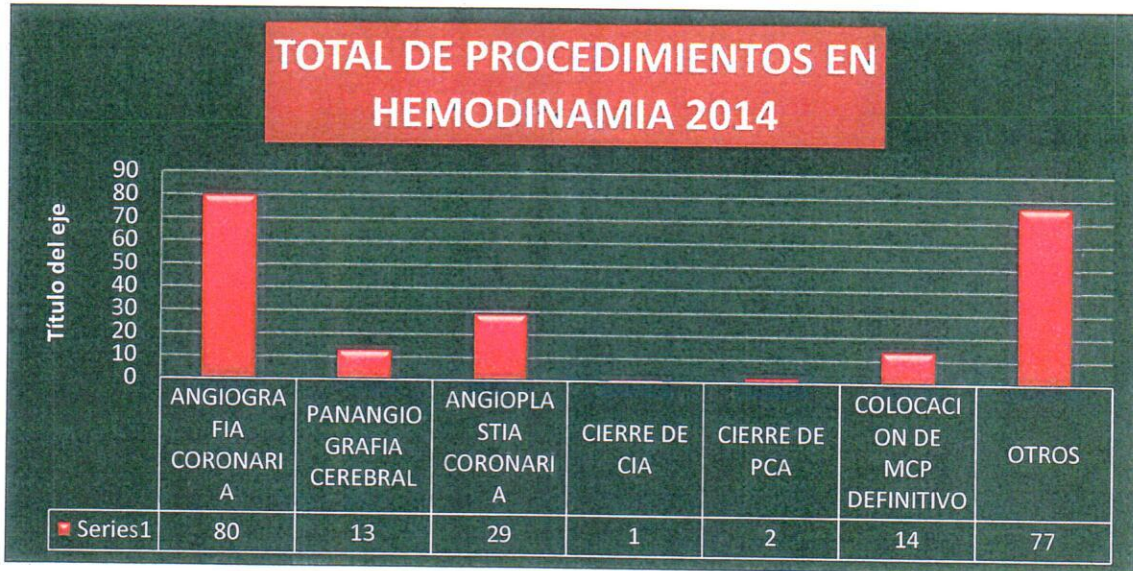 TOTAL DE PROCEDIMIENTOS EN
HEMODINAMIA 2014
Título del eje
90
80
70
60
50
40
30
20
10
0
ANGIOGRA
FIA
CORONARI
A
PANANGIO
GRAFIA
CEREBRAL
ANGIOPLA
STIA
CORONARI
A
CIERRE DE
CIA
CIERRE DE
PCA
COLOCACI
ON DE
MCP
DEFINITIVO
OTROS
Series1 80 13 29 1 2 14 77